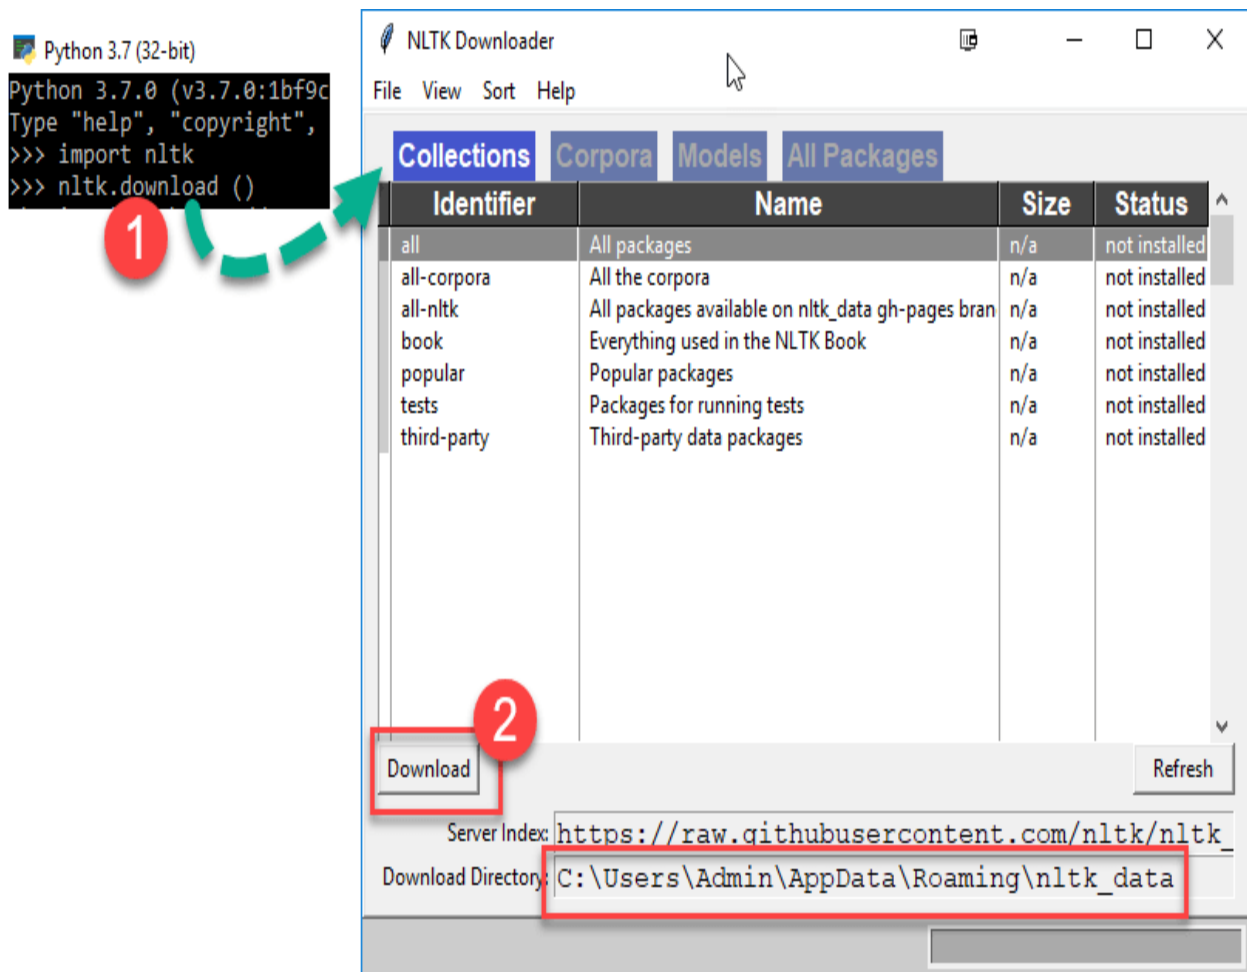 Python 3.7 (32-bit)
Python 3.7.0 (v3.7.0:1bf9c
Type "help", "copyright",
>>> import nltk
>>> nltk.download ()
1
NLTK Downloader
File View Sort Help
Collections Corpora Models All Packages
Identifier Name Size Status
all All packages n/a not installed
all-corpora All the corpora n/a not installed
all-nltk All packages available on nltk_data gh-pages bran n/a not installed
book Everything used in the NLTK Book n/a not installed
popular Popular packages n/a not installed
tests Packages for running tests n/a not installed
third-party Third-party data packages n/a not installed
2
Download Refresh
Server Index: https://raw.githubusercontent.com/nltk/nltk_
Download Directory: C:\Users\Admin\AppData\Roaming\nltk_data